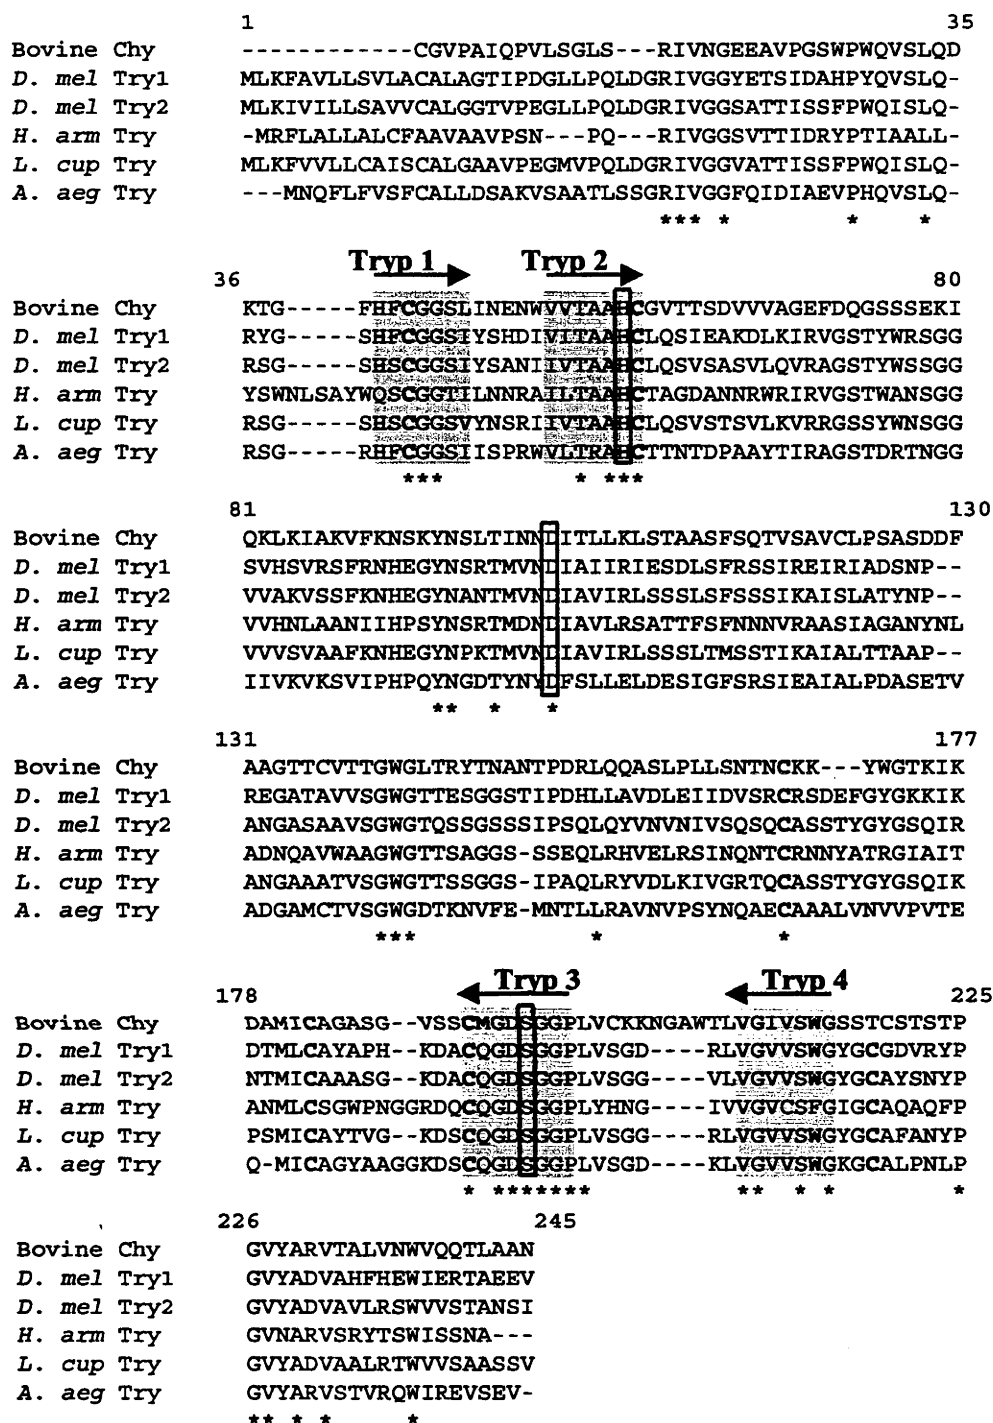 1 35
Bovine Chy ------------CGVPAIQPVLSGLS---RIVNGEEAVPGSWPWQVSLQD
D. mel Try1 MLKFAVLLSVLACALAGTIPDGLLPQLDGRIVGGYETSIDAHPYQVSLQ-
D. mel Try2 MLKIVILLSAVVCALGGTVPEGLLPQLDGRIVGGSATTISSFPWQISLQ-
H. arm Try -MRFLALLALCFAAVAAVPSN---PQ---RIVGGSVTTIDRYPTIAALL-
L. cup Try MLKFVVLLCAISCALGAAVPEGMVPQLDGRIVGGVATTISSFPWQISLQ-
A. aeg Try ---MNQFLFVSFCALLDSAKVSAATLSSGRIVGGFQIDIAEVPHQVSLQ-
*** * * *
Tryp 1 Tryp 2
36 80
Bovine Chy KTG-----FHFCGGSLINENWVVTAAHCGVTTSDVVVAGEFDQGSSSEKI
D. mel Try1 RYG-----SHFCGGSIYSHDIVITAAHCLQSIEAKDLKIRVGSTYWRSGG
D. mel Try2 RSG-----SHSCGGSIYSANIIVTAAHCLQSVSASVLQVRAGSTYWSSGG
H. arm Try YSWNLSAYWQSCGGTILNNRAILTAAHCTAGDANNRWRIRVGSTWANSGG
L. cup Try RSG-----SHSCGGSVYNSRIIVTAAHCLQSVSTSVLKVRRGSSYWNSGG
A. aeg Try RSG-----RHFCGGSIISPRWVLTRAHCTTNTDPAAYTIRAGSTDRTNGG
*** * ***
81 130
Bovine Chy QKLKIAKVFKNSKYNSLTINNDITLLKLSTAASFSQTVSAVCLPSASDDF
D. mel Try1 SVHSVRSFRNHEGYNSRTMVNDIAIIRIESDLSFRSSIREIRIADSNP--
D. mel Try2 VVAKVSSFKNHEGYNANTMVNDIAVIRLSSSLSFSSSIKAISLATYNP--
H. arm Try VVHNLAANIIHPSYNSRTMDNDIAVLRSATTFSFNNNVRAASIAGANYNL
L. cup Try VVVSVAAFKNHEGYNPKTMVNDIAVIRLSSSLTMSSTIKAIALTTAAP--
A. aeg Try IIVKVKSVIPHPQYNGDTYNYDFSLLELDESIGFSRSIEAIALPDASETV
** * *
131 177
Bovine Chy AAGTTCVTTGWGLTRYTNANTPDRLQQASLPLLSNTNCKK---YWGTKIK
D. mel Try1 REGATAVVSGWGTTESGGSTIPDHLLAVDLEIIDVSRCRSDEFGYGKKIK
D. mel Try2 ANGASAAVSGWGTQSSGSSSIPSQLQYVNVNIVSQSQCASSTYGYGSQIR
H. arm Try ADNQAVWAAGWGTTSAGGS-SSEQLRHVELRSINQNTCRNNYATRGIAIT
L. cup Try ANGAAATVSGWGTTSSGGS-IPAQLRYVDLKIVGRTQCASSTYGYGSQIK
A. aeg Try ADGAMCTVSGWGDTKNVFE-MNTLLRAVNVPSYNQAECAAALVNVVPVTE
*** * *
Tryp 3 Tryp 4
178 225
Bovine Chy DAMICAGASG--VSSCMGDSGGPLVCKKNGAWTLVGIVSWGSSTCSTSTP
D. mel Try1 DTMLCAYAPH--KDACQGDSGGPLVSGD----RLVGVVSWGYGCGDVRYP
D. mel Try2 NTMICAAASG--KDACQGDSGGPLVSGG----VLVGVVSWGYGCAYSNYP
H. arm Try ANMLCSGWPNGGRDQCQGDSGGPLYHNG----IVVGVCSFGIGCAQAQFP
L. cup Try PSMICAYTVG--KDSCQGDSGGPLVSGG----RLVGVVSWGYGCAFANYP
A. aeg Try Q-MICAGYAAGGKDSCQGDSGGPLVSGD----KLVGVVSWGKGCALPNLP
* ******* ** * * *
226 245
Bovine Chy GVYARVTALVNWVQQTLAAN
D. mel Try1 GVYADVAHFHEWIERTAEEV
D. mel Try2 GVYADVAVLRSWVVSTANSI
H. arm Try GVNARVSRYTSWISSNA---
L. cup Try GVYADVAALRTWVVSAASSV
A. aeg Try GVYARVSTVRQWIREVSEV-
** * * *